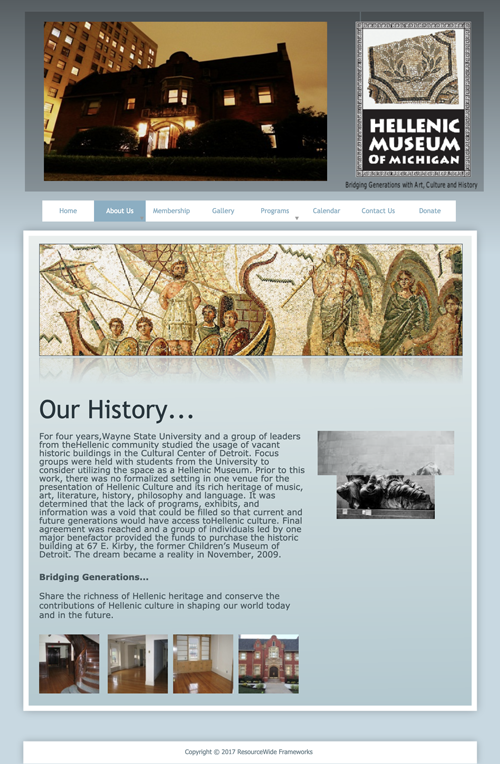 HELLENIC
MUSEUM
OF MICHIGAN
Bridging Generations with Art, Culture and History
Home
About Us
Membership
Gallery
Programs
Calendar
Contact Us
Donate
Our History...
For four years,Wayne State University and a group of leaders
from theHellenic community studied the usage of vacant
historic buildings in the Cultural Center of Detroit. Focus
groups were held with students from the University to
consider utilizing the space as a Hellenic Museum. Prior to this
work, there was no formalized setting in one venue for the
presentation of Hellenic Culture and its rich heritage of music,
art, literature, history, philosophy and language. It was
determined that the lack of programs, exhibits, and
information was a void that could be filled so that current and
future generations would have access toHellenic culture. Final
agreement was reached and a group of individuals led by one
major benefactor provided the funds to purchase the historic
building at 67 E. Kirby, the former Children's Museum of
Detroit. The dream became a reality in November, 2009.
Bridging Generations...
Share the richness of Hellenic heritage and conserve the
contributions of Hellenic culture in shaping our world today
and in the future.
Copyright © 2017 ResourceWide Frameworks